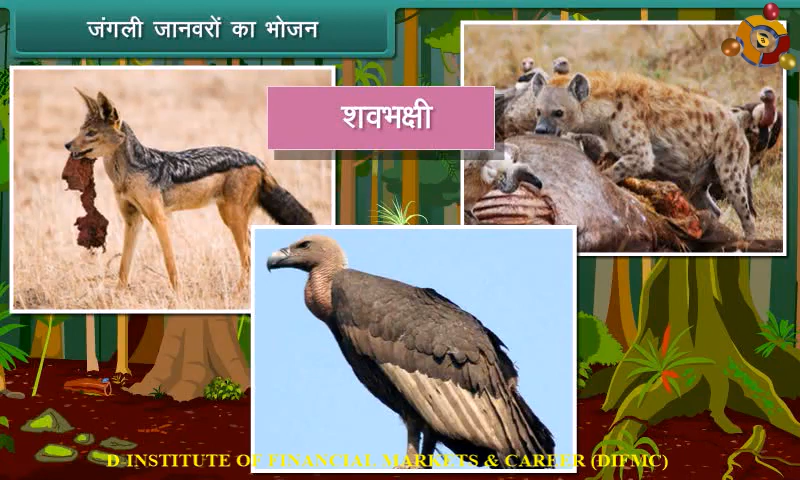 जंगली जानवरों का भोजन
शवभक्षी
D INSTITUTE OF FINANCIAL MARKETS & CAREER (DIFMC)